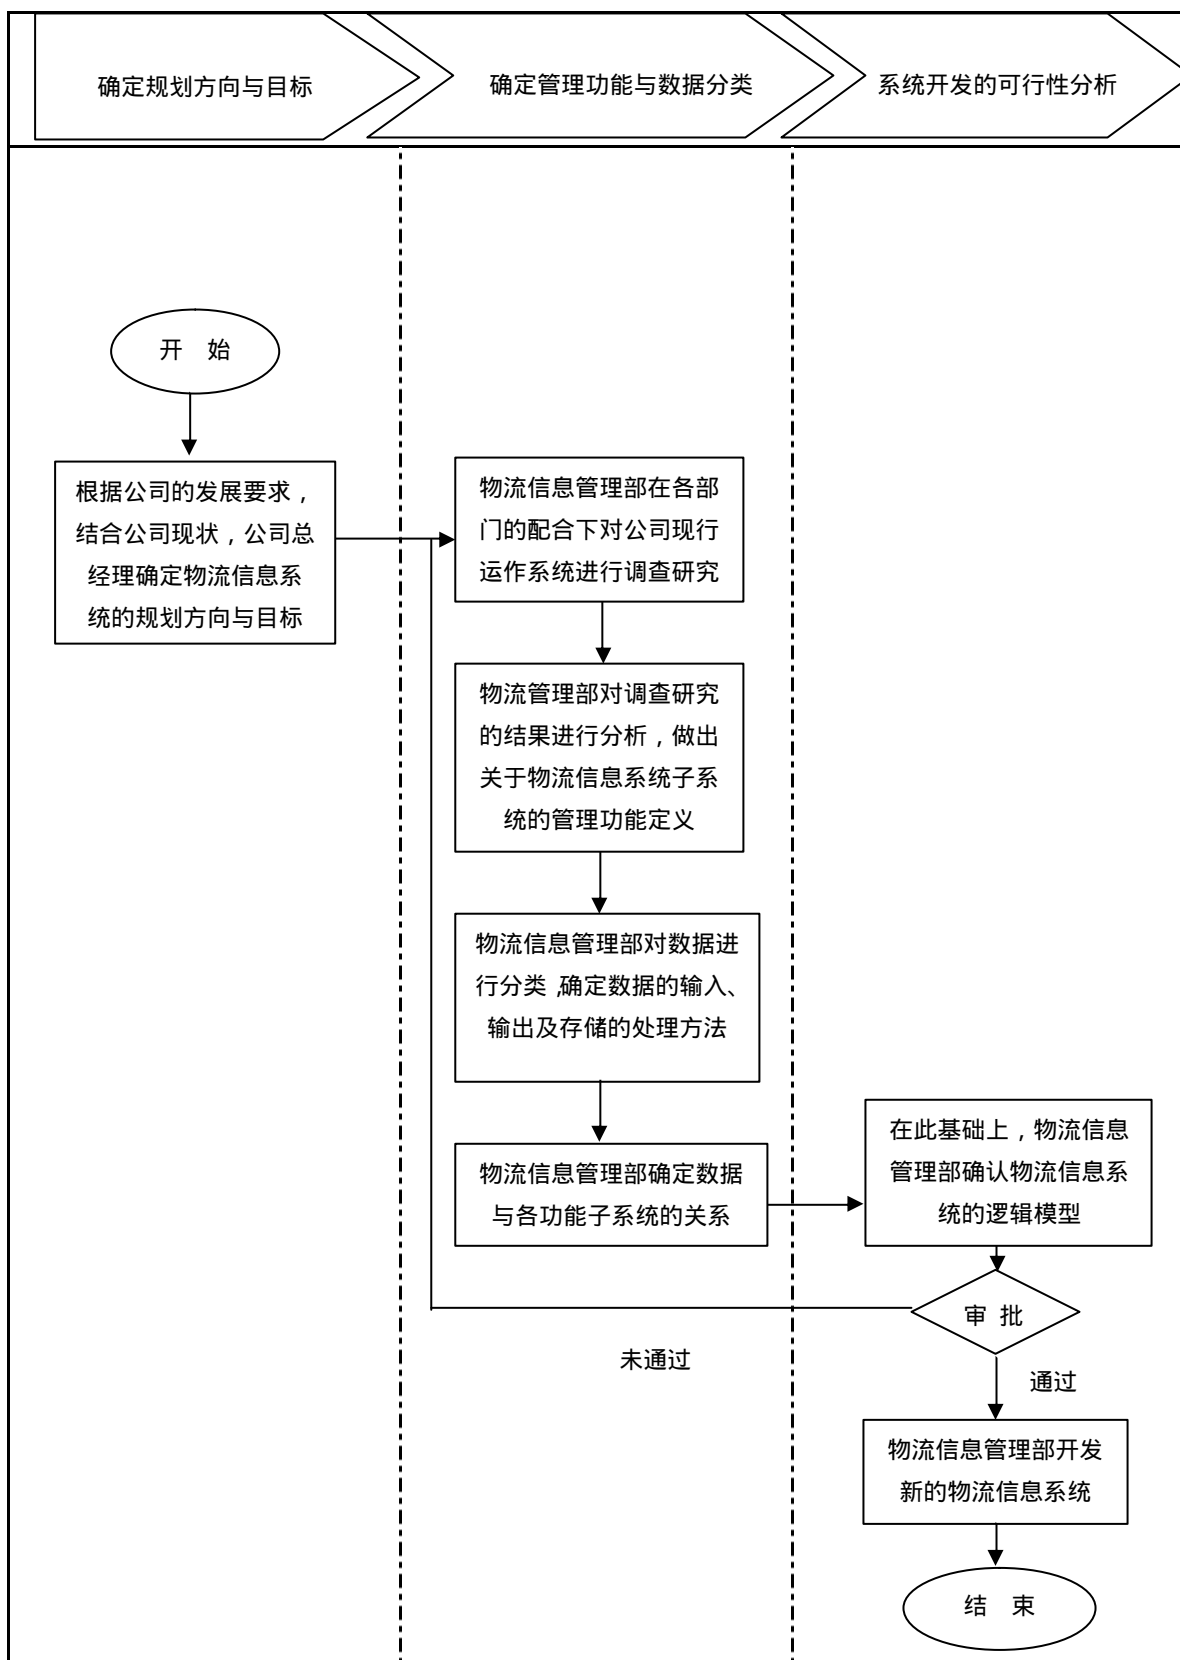 确定规划方向与目标
确定管理功能与数据分类
系统开发的可行性分析
开 始
根据公司的发展要求，
结合公司现状，公司总
经理确定物流信息系
统的规划方向与目标
物流信息管理部在各部
门的配合下对公司现行
运作系统进行调查研究
物流管理部对调查研究
的结果进行分析，做出
关于物流信息系统子系
统的管理功能定义
物流信息管理部对数据进
行分类，确定数据的输入、
输出及存储的处理方法
物流信息管理部确定数据
与各功能子系统的关系
在此基础上，物流信息
管理部确认物流信息系
统的逻辑模型
审 批
未通过
通过
物流信息管理部开发
新的物流信息系统
结 束